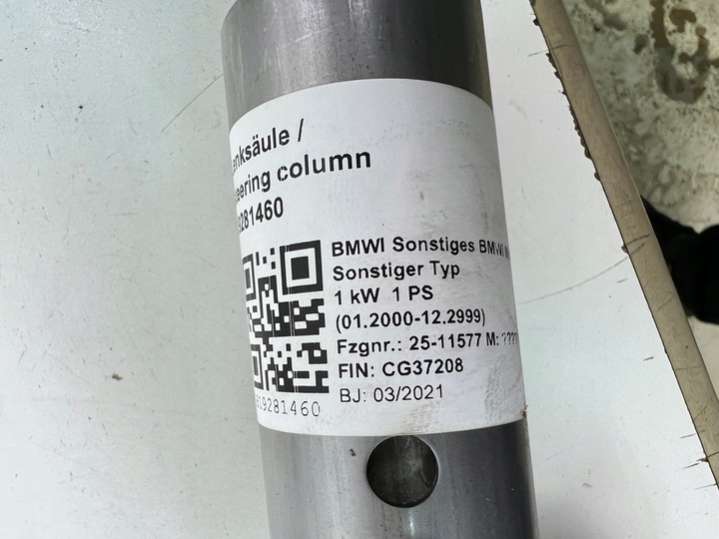 enksäule /
eering column
9281460
BMWI Sonstiges BMWI
Sonstiger Typ
1 kW 1 PS
(01.2000-12.2999)
Fzgnr.: 25-11577 M: ????
FIN: CG37208
BJ: 03/2021
9281460